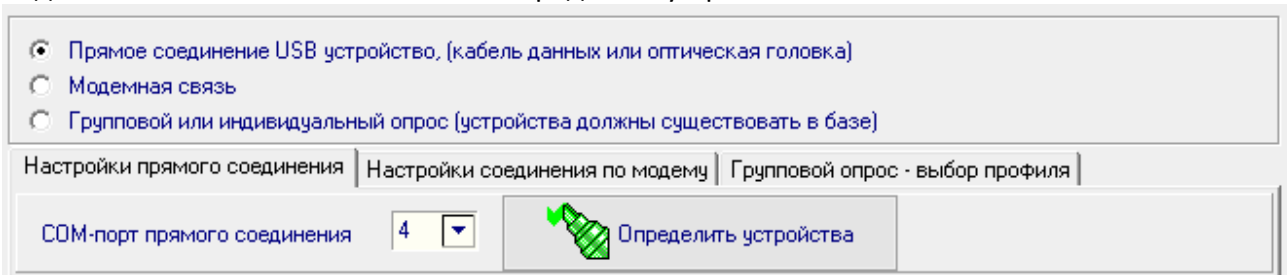 Прямое соединение USB устройство, (кабель данных или оптическая головка)
Модемная связь
Групповой или индивидуальный опрос (устройства должны существовать в базе)
Настройки прямого соединения Настройки соединения по модему Групповой опрос - выбор профиля
COM-порт прямого соединения 4 Определить устройства